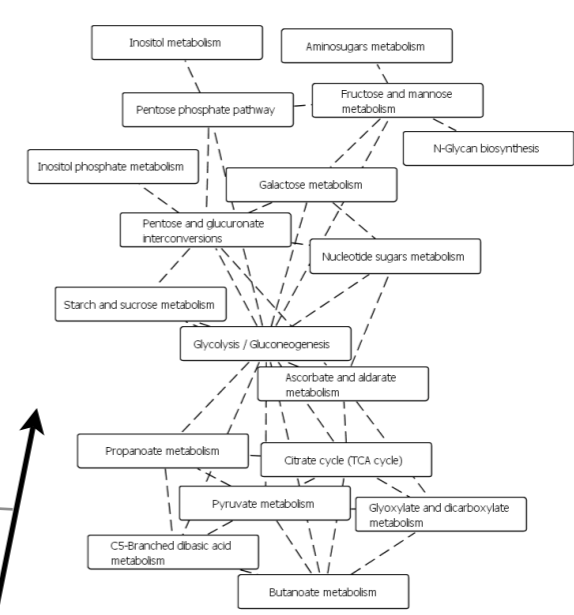 Inositol metabolism
Aminosugars metabolism
Fructose and mannose
metabolism
Pentose phosphate pathway
N-Glycan biosynthesis
Inositol phosphate metabolism
Galactose metabolism
Pentose and glucuronate
interconversions
Nucleotide sugars metabolism
Starch and sucrose metabolism
Glycolysis / Gluconeogenesis
Ascorbate and aldarate
metabolism
Propanoate metabolism
Citrate cycle (TCA cycle)
Pyruvate metabolism
Glyoxylate and dicarboxylate
metabolism
C5-Branched dibasic acid
metabolism
Butanoate metabolism